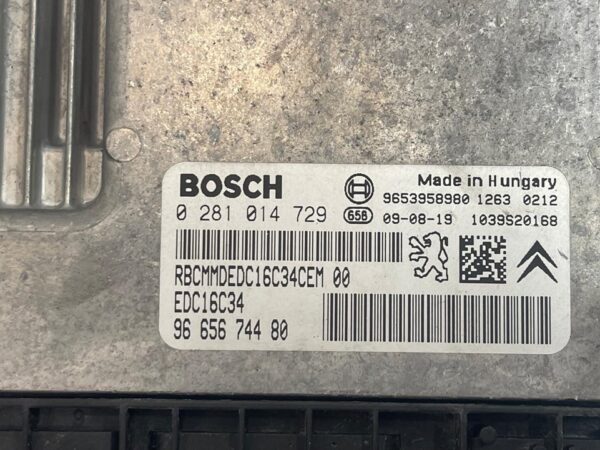 BOSCH
Made in Hungary
9653958980 1263 0212
0 281 014 729 656 09-08-19 1039S20168
RBCMMDEDC16C34CEM 00
EDC16C34
96 656 744 80